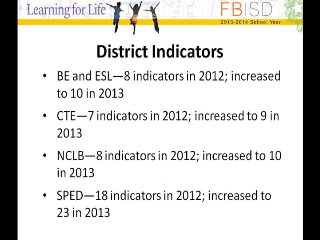 Learning for Life
FBISD
2013-2014 School Year
District Indicators
• BE and ESL—8 indicators in 2012; increased
to 10 in 2013
• CTE—7 indicators in 2012; increased to 9 in
2013
• NCLB—8 indicators in 2012; increased to 10
in 2013
• SPED—18 indicators in 2012; increased to
23 in 2013